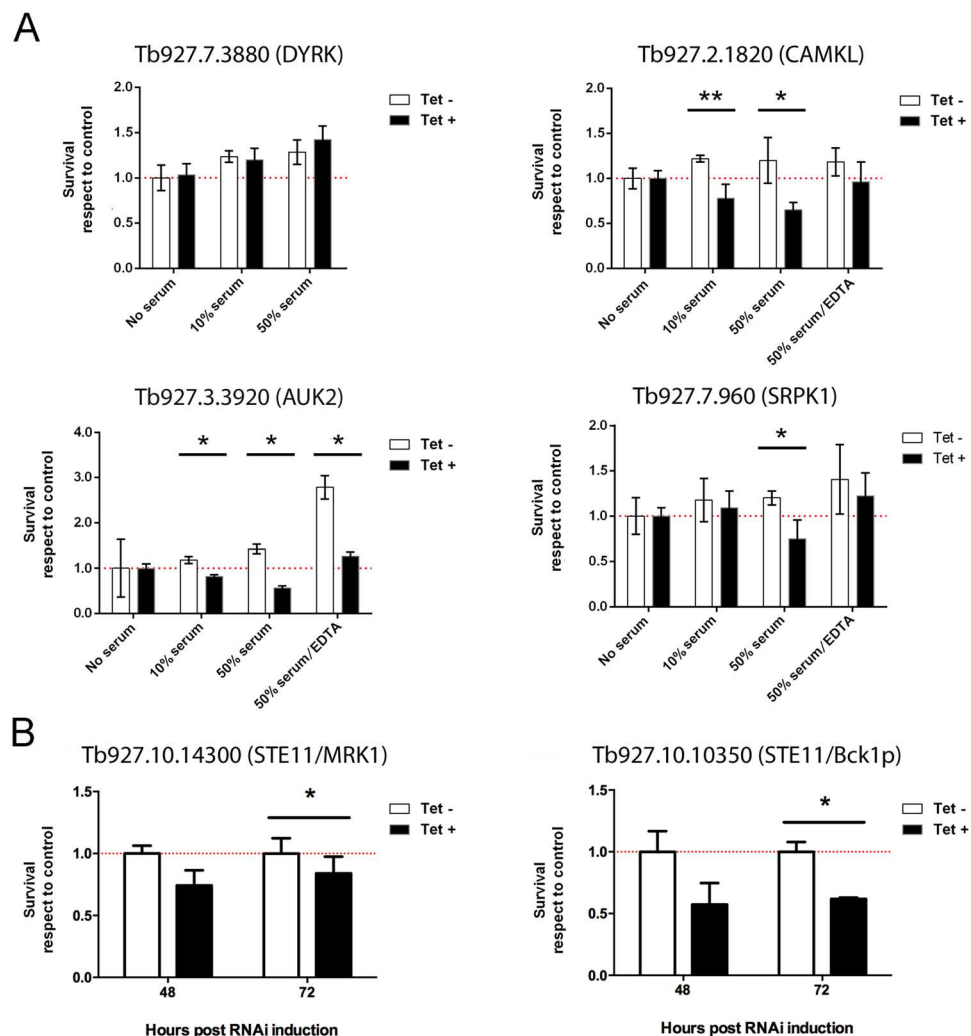 A
Tb927.7.3880 (DYRK)
Survival
respect to control
2.0
1.5
1.0
0.5
0.0
No serum
10% serum
50% serum
Tet -
Tet +
Tb927.2.1820 (CAMKL)
Survival
respect to control
2.0
1.5
1.0
0.5
0.0
**
*
No serum
10% serum
50% serum
50% serum/EDTA
Tet -
Tet +
Tb927.3.3920 (AUK2)
Survival
respect to control
4.0
3.0
2.0
1.0
0.0
*
*
*
No serum
10% serum
50% serum
50% serum/EDTA
Tet -
Tet +
Tb927.7.960 (SRPK1)
Survival
respect to control
2.0
1.5
1.0
0.5
0.0
*
No serum
10% serum
50% serum
50% serum/EDTA
Tet -
Tet +
B
Tb927.10.14300 (STE11/MRK1)
Survival
respect to control
1.5
1.0
0.5
0.0
*
48
72
Hours post RNAi induction
Tet -
Tet +
Tb927.10.10350 (STE11/Bck1p)
Survival
respect to control
1.5
1.0
0.5
0.0
*
48
72
Hours post RNAi induction
Tet -
Tet +